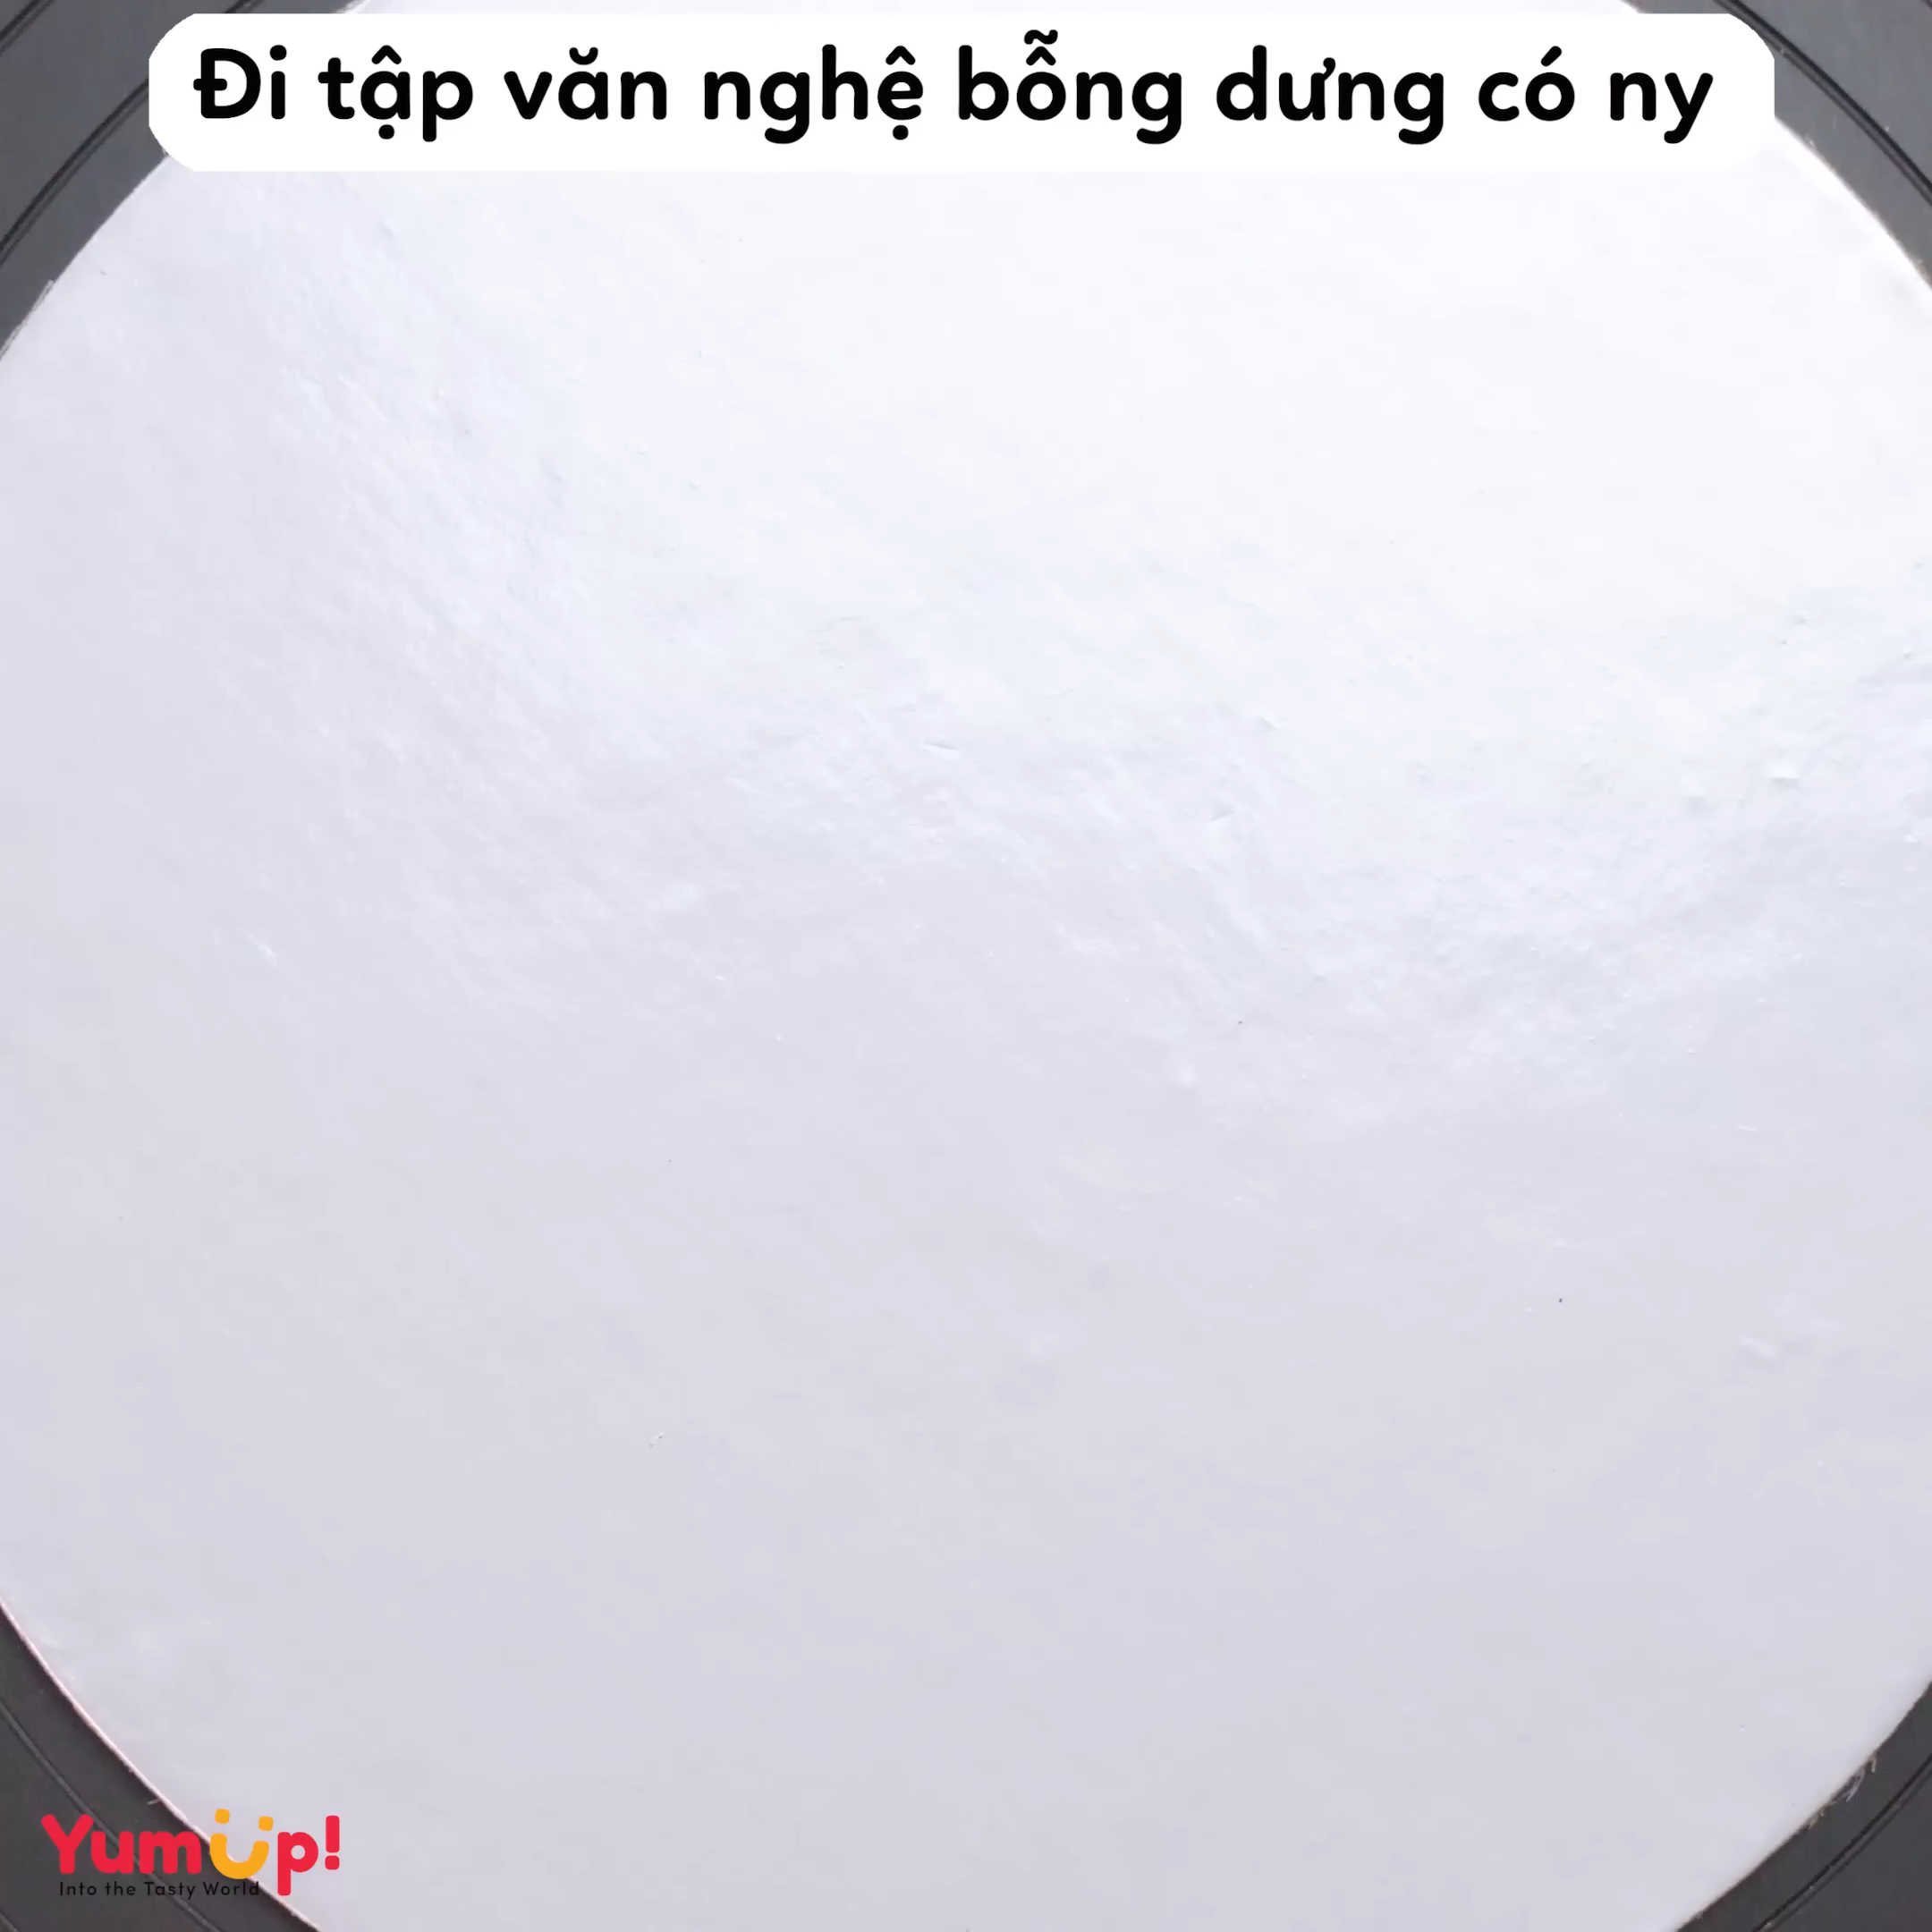 Đi tập văn nghệ bỗng dưng có ny
YumUp!
Into the Tasty World